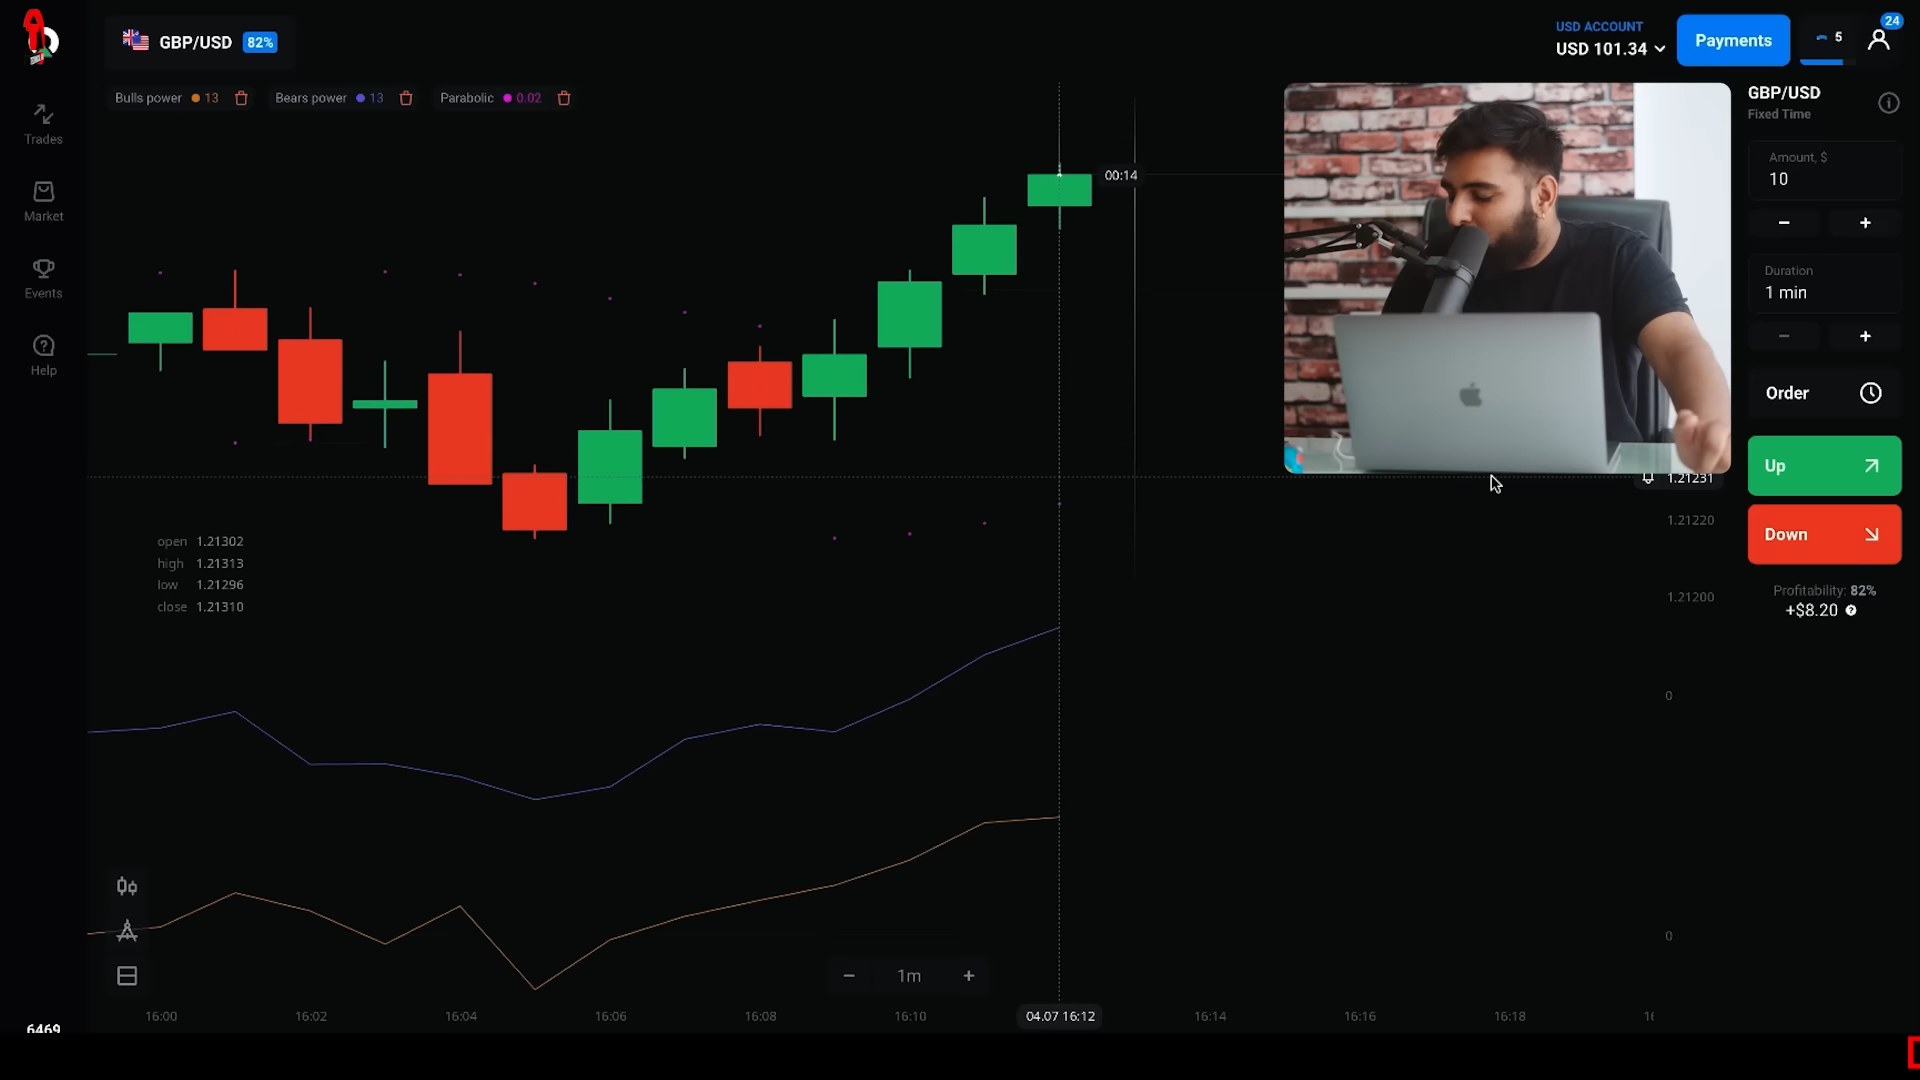 GBP/USD 82%
USD ACCOUNT
USD 101.34
Payments
5
24
Bulls power 13
Bears power 13
Parabolic 0.02
Trades
Market
Events
Help
00:14
open 1.21302
high 1.21313
low 1.21296
close 1.21310
1.21231
1.21220
1.21200
0
0
GBP/USD
Fixed Time
Amount, $
10
Duration
1 min
Order
Up
Down
Profitability: 82%
+$8.20
1m
16:00 16:02 16:04 16:06 16:08 16:10 04.07 16:12 16:14 16:16 16:18
6469